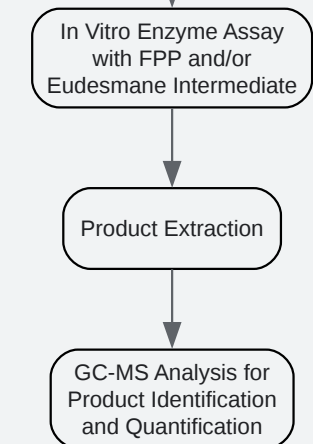 In Vitro Enzyme Assay
with FPP and/or
Eudesmane Intermediate
Product Extraction
GC-MS Analysis for
Product Identification
and Quantification